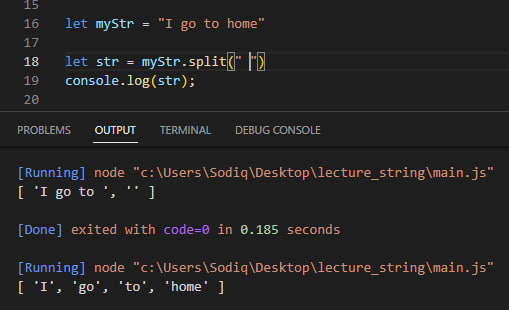 15
16 let myStr = "I go to home"
17
18 let str = myStr.split(" ")
19 console.log(str);
20
PROBLEMS OUTPUT TERMINAL DEBUG CONSOLE
[Running] node "c:\Users\Sodiq\Desktop\lecture_string\main.js"
[ 'I go to ', '' ]
[Done] exited with code=0 in 0.185 seconds
[Running] node "c:\Users\Sodiq\Desktop\lecture_string\main.js"
[ 'I', 'go', 'to', 'home' ]